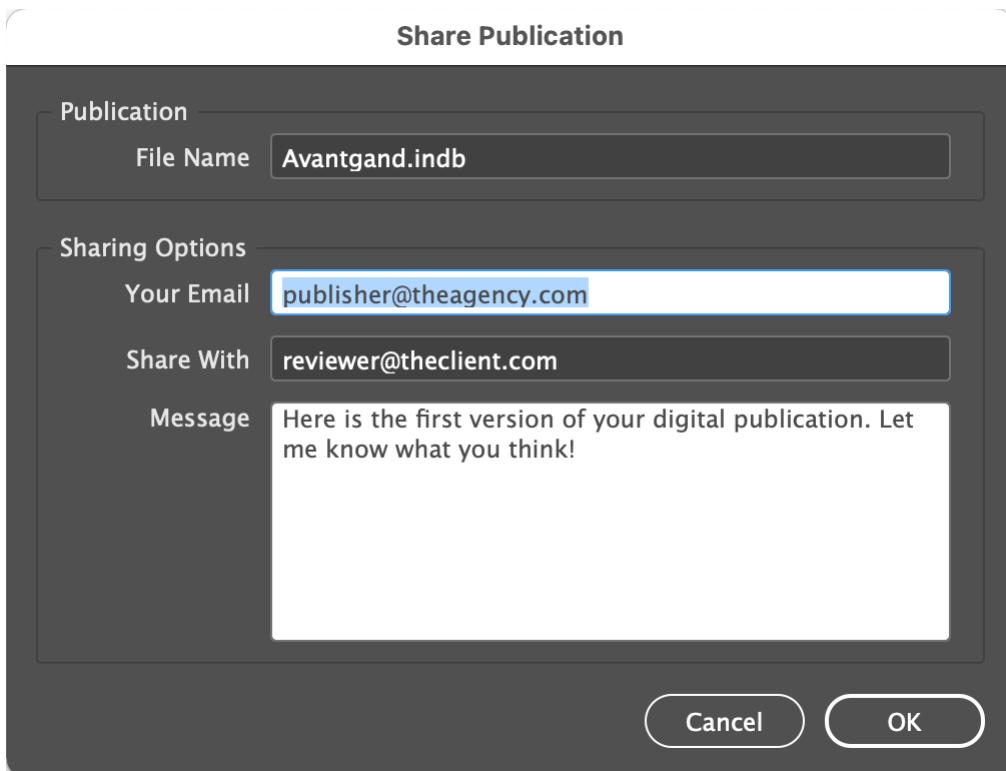 Share Publication
Publication
File Name
Avantgand.indb
Sharing Options
Your Email
publisher@theagency.com
Share With
reviewer@theclient.com
Message
Here is the first version of your digital publication. Let
me know what you think!
Cancel
OK